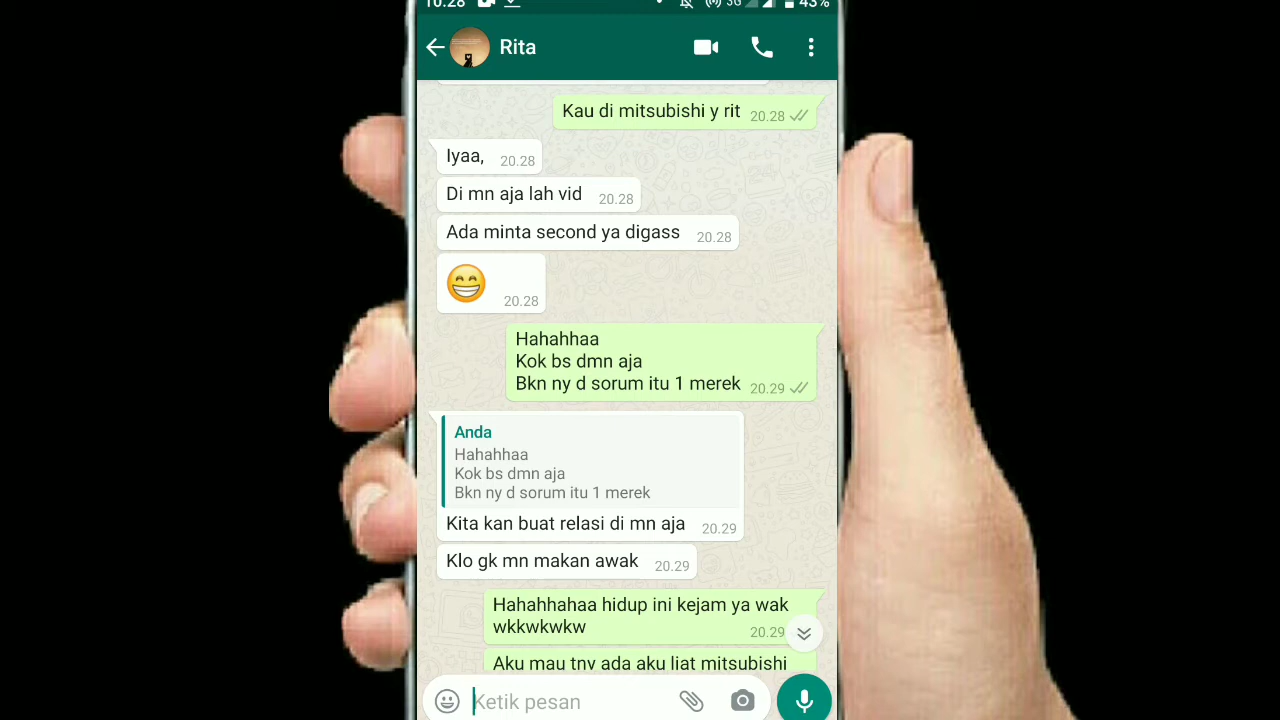 10.28
3G
43%
Rita
Kau di mitsubishi y rit 20.28
Iyaa, 20.28
Di mn aja lah vid 20.28
Ada minta second ya digass 20.28
20.28
Hahahhaa
Kok bs dmn aja
Bkn ny d sorum itu 1 merek 20.29
Anda
Hahahhaa
Kok bs dmn aja
Bkn ny d sorum itu 1 merek
Kita kan buat relasi di mn aja 20.29
Klo gk mn makan awak 20.29
Hahahhahaa hidup ini kejam ya wak
wkkwkwkw 20.29
Aku mau tny ada aku liat mitsubishi
Ketik pesan